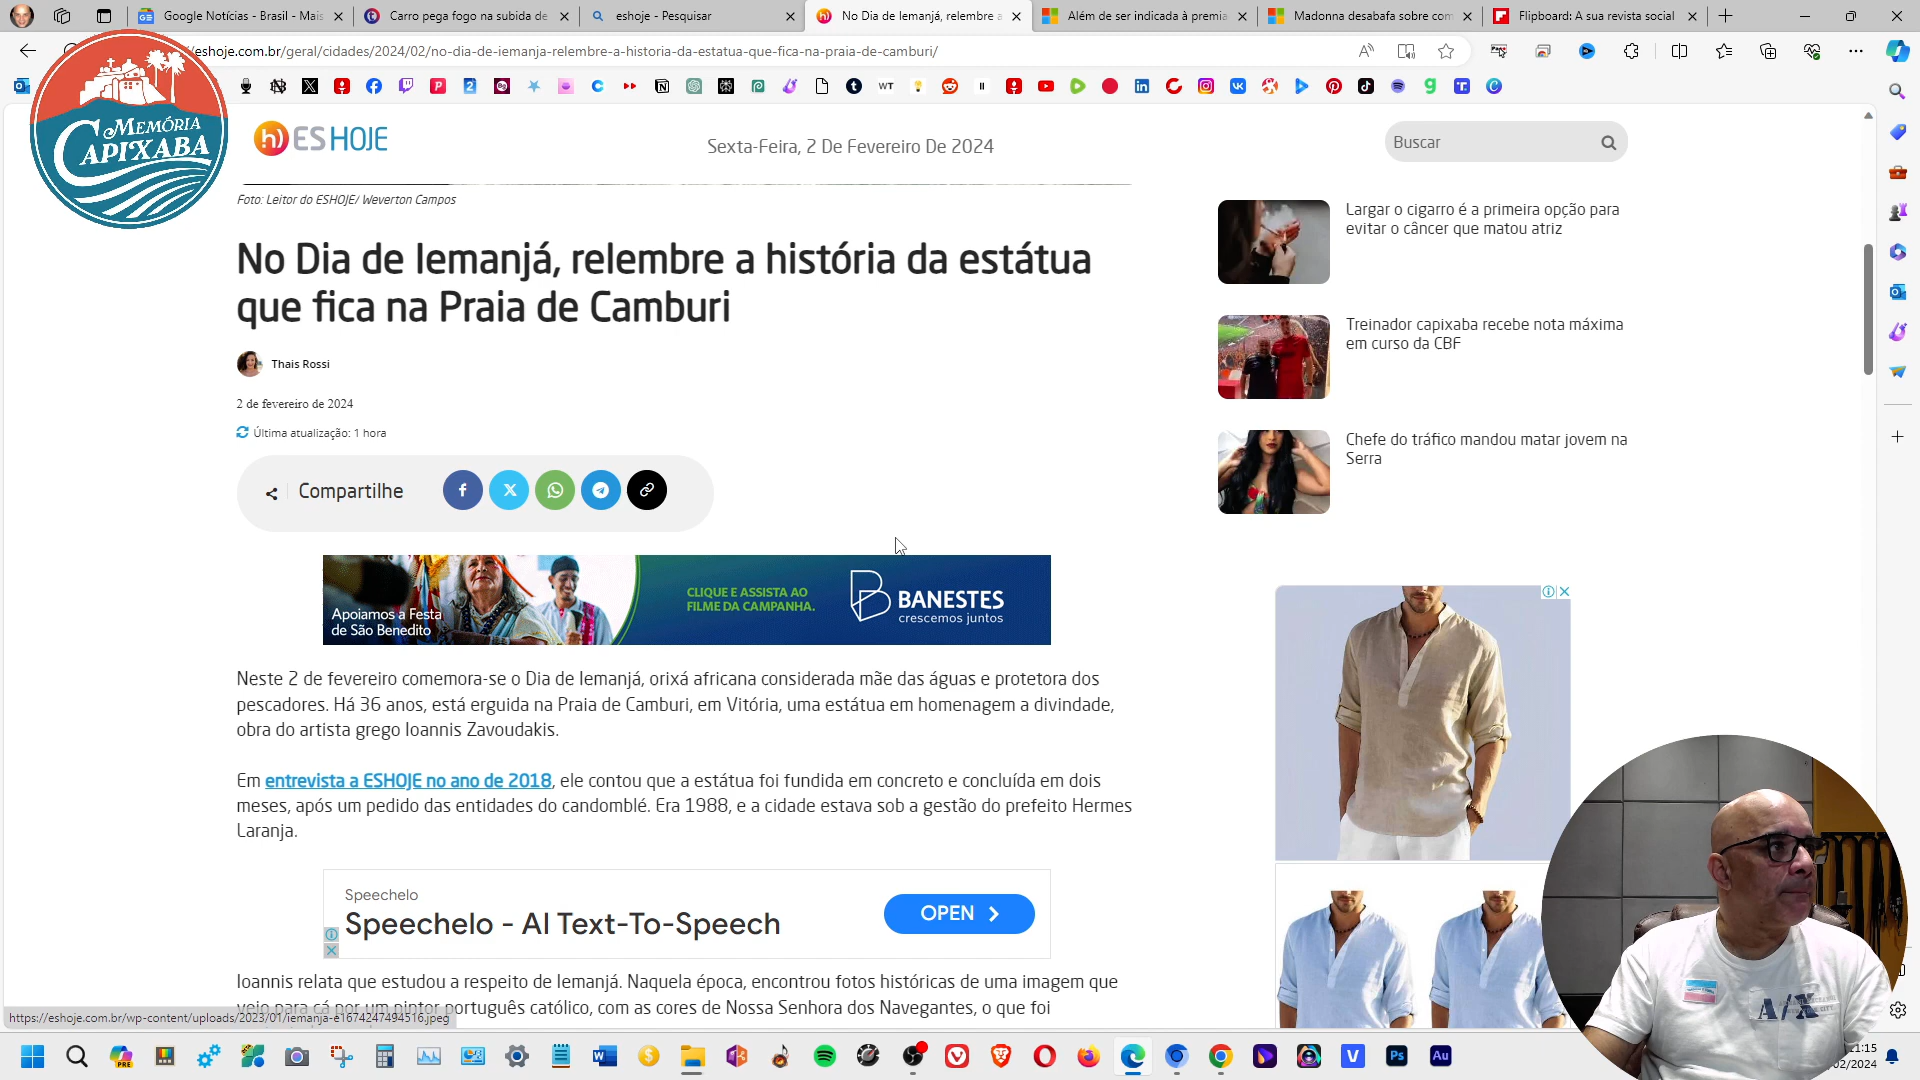 Google Notícias - Brasil - Mais
Carro pega fogo na subida de
eshoje - Pesquisar
No Dia de Iemanjá, relembre a
Além de ser indicada à premia
Madonna desabafa sobre com
Flipboard: A sua revista social
/eshoje.com.br/geral/cidades/2024/02/no-dia-de-iemanja-relembre-a-historia-da-estatua-que-fica-na-praia-de-camburi/
MEMÓRIA
CAPIXABA
ESHOJE
Sexta-Feira, 2 De Fevereiro De 2024
Buscar
Foto: Leitor do ESHOJE/ Weverton Campos
No Dia de Iemanjá, relembre a história da estátua
que fica na Praia de Camburi
Thais Rossi
2 de fevereiro de 2024
Última atualização: 1 hora
Compartilhe
Largar o cigarro é a primeira opção para
evitar o câncer que matou atriz
Treinador capixaba recebe nota máxima
em curso da CBF
Chefe do tráfico mandou matar jovem na
Serra
Apoiamos a Festa
de São Benedito
CLIQUE E ASSISTA AO
FILME DA CAMPANHA.
BANESTES
crescemos juntos
Neste 2 de fevereiro comemora-se o Dia de Iemanjá, orixá africana considerada mãe das águas e protetora dos
pescadores. Há 36 anos, está erguida na Praia de Camburi, em Vitória, uma estátua em homenagem a divindade,
obra do artista grego Ioannis Zavoudakis.
Em entrevista a ESHOJE no ano de 2018, ele contou que a estátua foi fundida em concreto e concluída em dois
meses, após um pedido das entidades do candomblé. Era 1988, e a cidade estava sob a gestão do prefeito Hermes
Laranja.
Speechelo
Speechelo - AI Text-To-Speech
OPEN
Ioannis relata que estudou a respeito de Iemanjá. Naquela época, encontrou fotos históricas de uma imagem que
veio para cá por um pintor português católico, com as cores de Nossa Senhora dos Navegantes, o que foi
https://eshoje.com.br/wp-content/uploads/2023/01/iemanja-e1674247494516.jpeg
A/X
:15
/02/2024